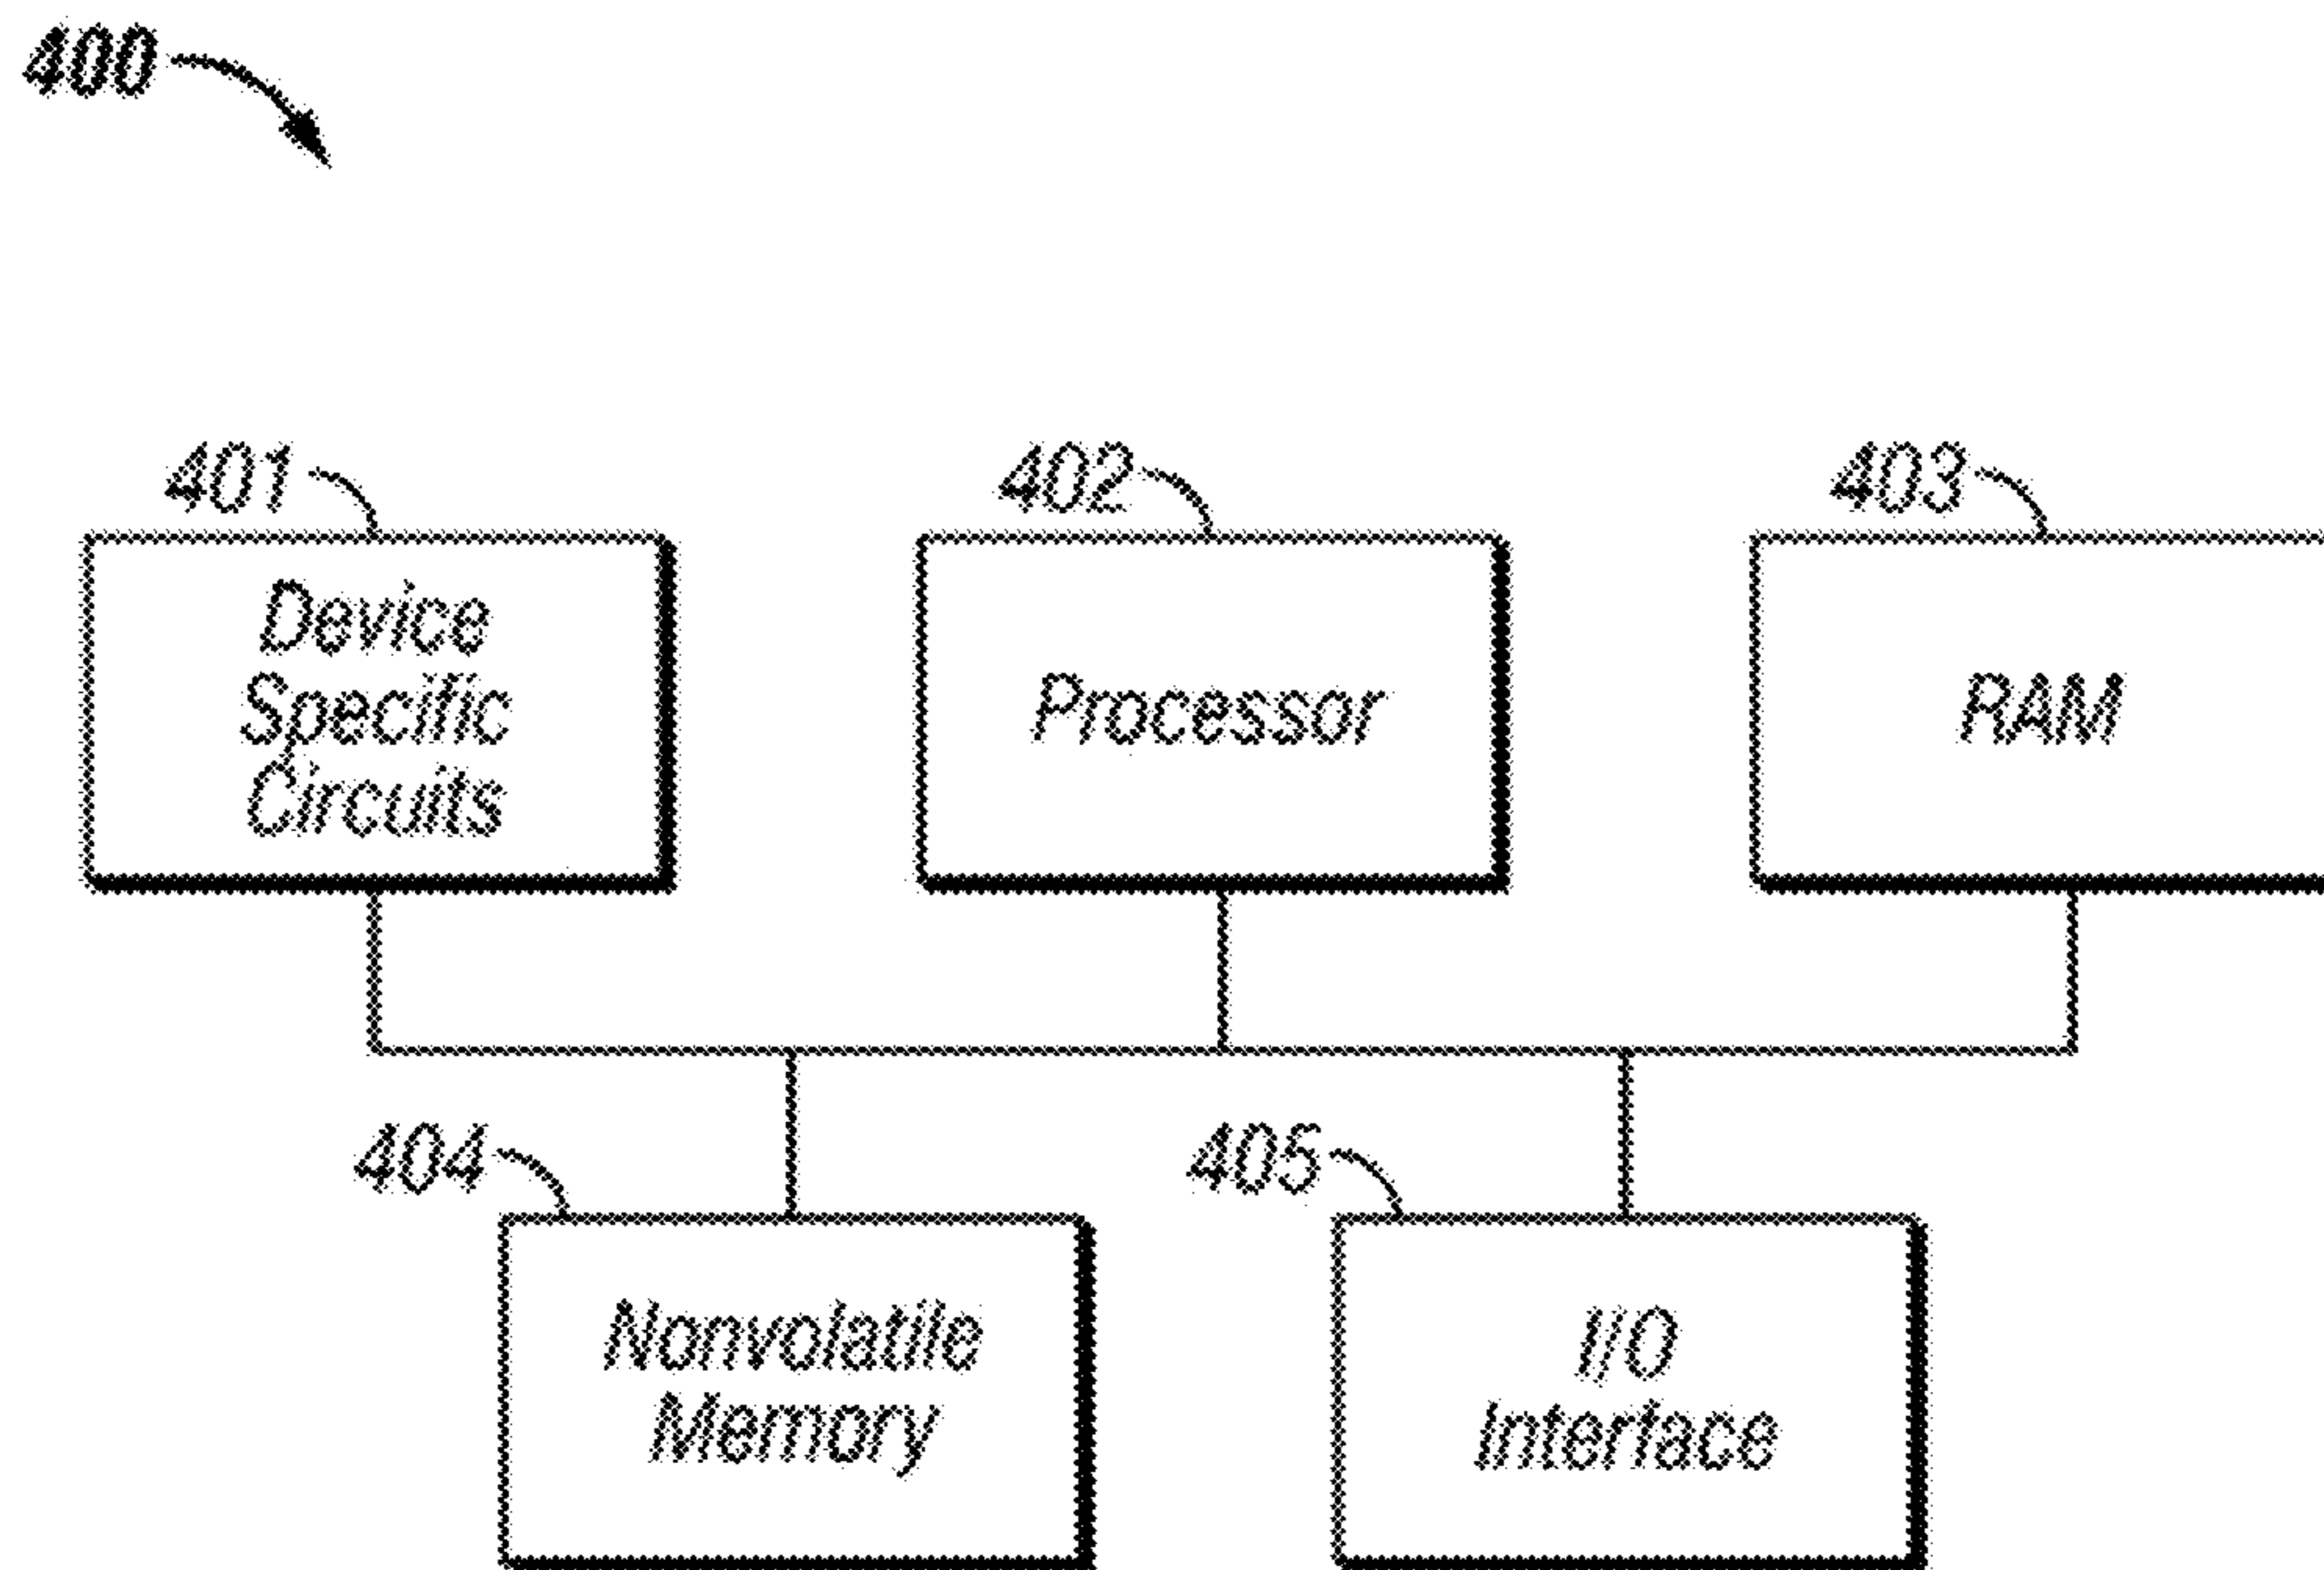 400
401
402
403
Device
Specific
Circuits
Processor
RAM
404
405
Nonvolatile
Memory
I/O
Interface